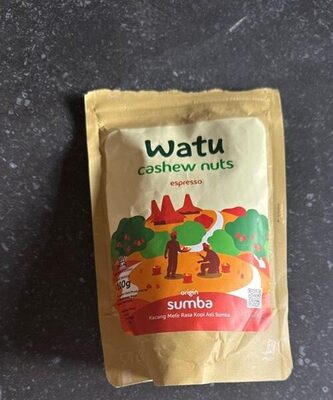 Watu
cashew nuts
espresso
origin
sumba
Kacang Mete Rasa Kopi Asli Sumba